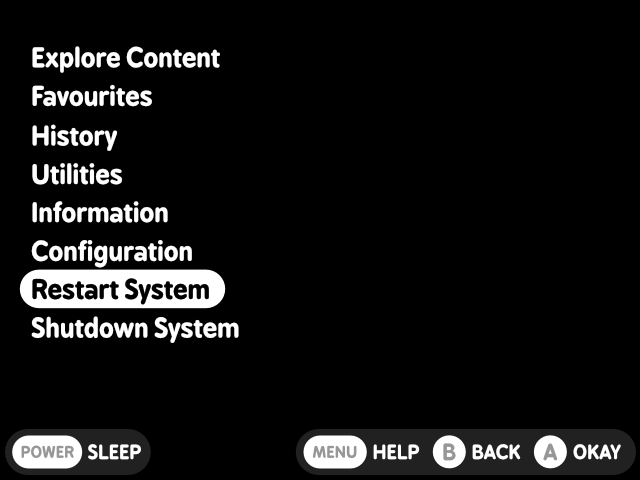 Explore Content
Favourites
History
Utilities
Information
Configuration
Restart System
Shutdown System
POWER SLEEP MENU HELP B BACK A OKAY